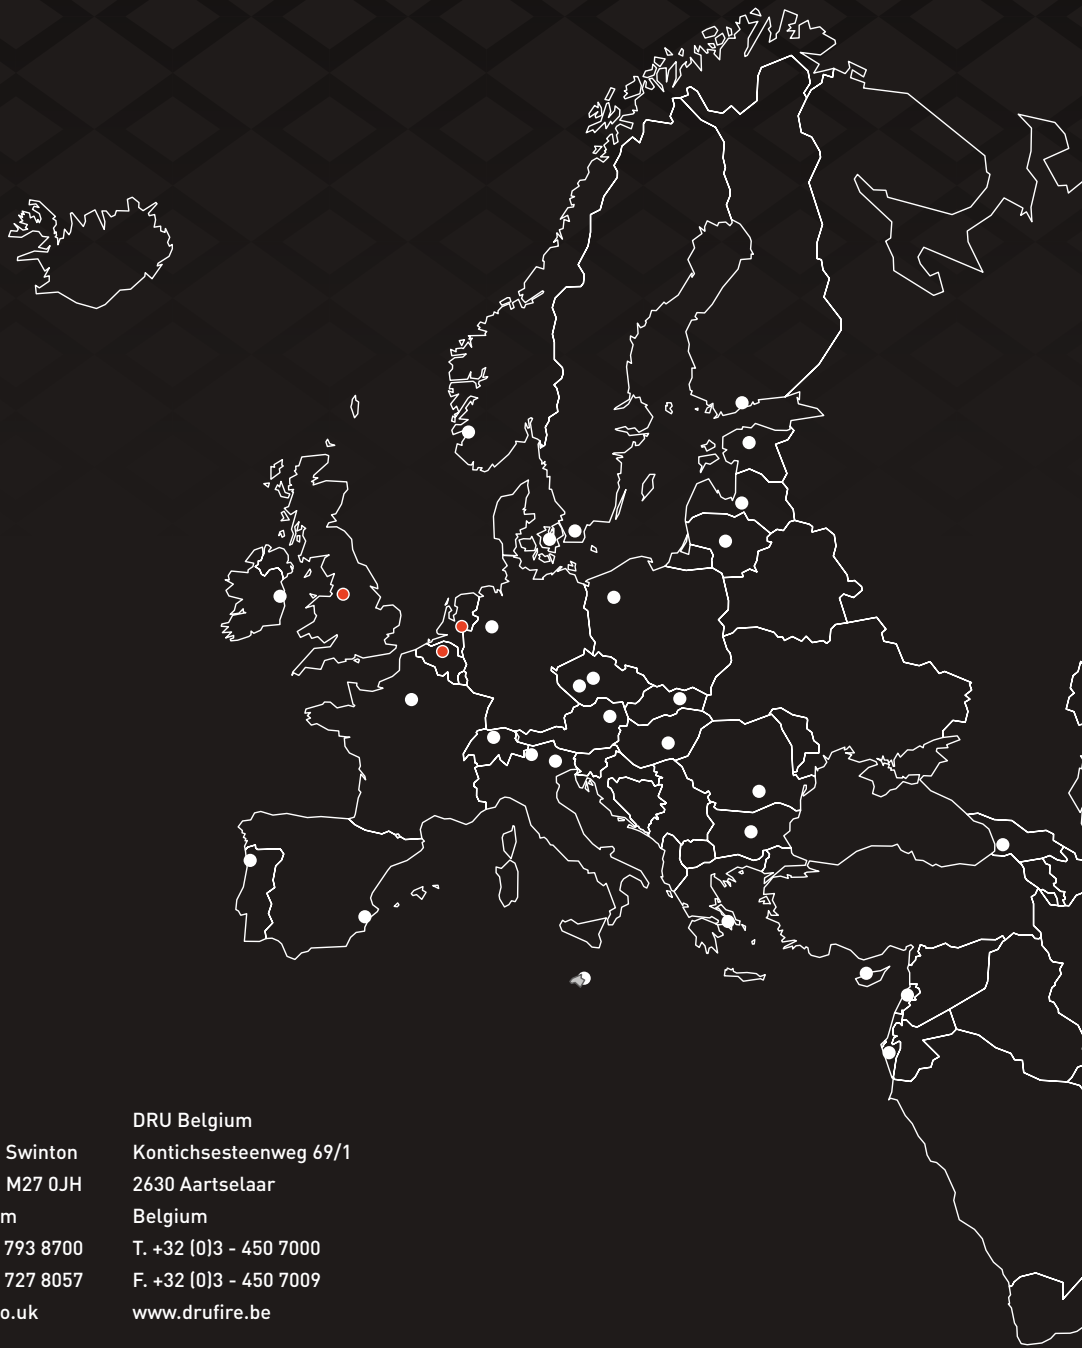 Swinton
M27 0JH
m
793 8700
727 8057
o.uk
DRU Belgium
Kontichsesteenweg 69/1
2630 Aartselaar
Belgium
T. +32 (0)3 - 450 7000
F. +32 (0)3 - 450 7009
www.drufire.be